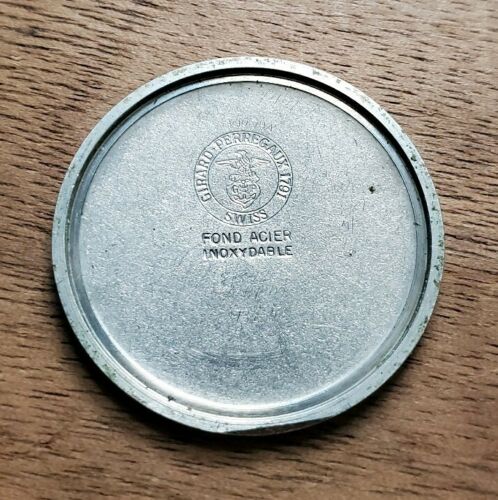 GIRARD·PERREGAUX 1791
SWISS
FOND ACIER
INOXYDABLE